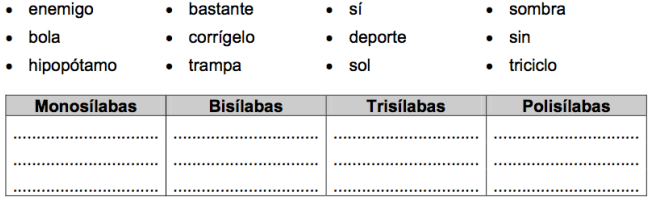 • enemigo • bastante • sí • sombra
• bola • corrígelo • deporte • sin
• hipopótamo • trampa • sol • triciclo
Monosílabas Bisílabas Trisílabas Polisílabas
................................ ................................ ................................ ................................
................................ ................................ ................................ ................................
................................ ................................ ................................ ................................